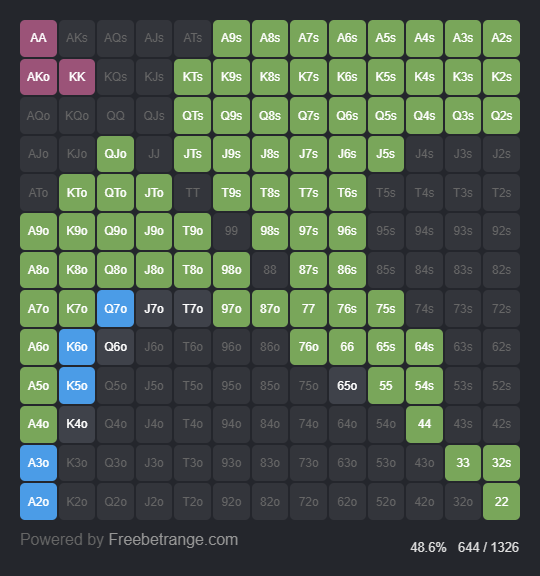 AA AKs AQs AJs ATs A9s A8s A7s A6s A5s A4s A3s A2s
AKo KK KQs KJs KTs K9s K8s K7s K6s K5s K4s K3s K2s
AQo KQo QQ QJs QTs Q9s Q8s Q7s Q6s Q5s Q4s Q3s Q2s
AJo KJo QJo JJ JTs J9s J8s J7s J6s J5s J4s J3s J2s
ATo KTo QTo JTo TT T9s T8s T7s T6s T5s T4s T3s T2s
A9o K9o Q9o J9o T9o 99 98s 97s 96s 95s 94s 93s 92s
A8o K8o Q8o J8o T8o 98o 88 87s 86s 85s 84s 83s 82s
A7o K7o Q7o J7o T7o 97o 87o 77 76s 75s 74s 73s 72s
A6o K6o Q6o J6o T6o 96o 86o 76o 66 65s 64s 63s 62s
A5o K5o Q5o J5o T5o 95o 85o 75o 65o 55 54s 53s 52s
A4o K4o Q4o J4o T4o 94o 84o 74o 64o 54o 44 43s 42s
A3o K3o Q3o J3o T3o 93o 83o 73o 63o 53o 43o 33 32s
A2o K2o Q2o J2o T2o 92o 82o 72o 62o 52o 42o 32o 22
Powered by Freebetrange.com
48.6% 644 / 1326